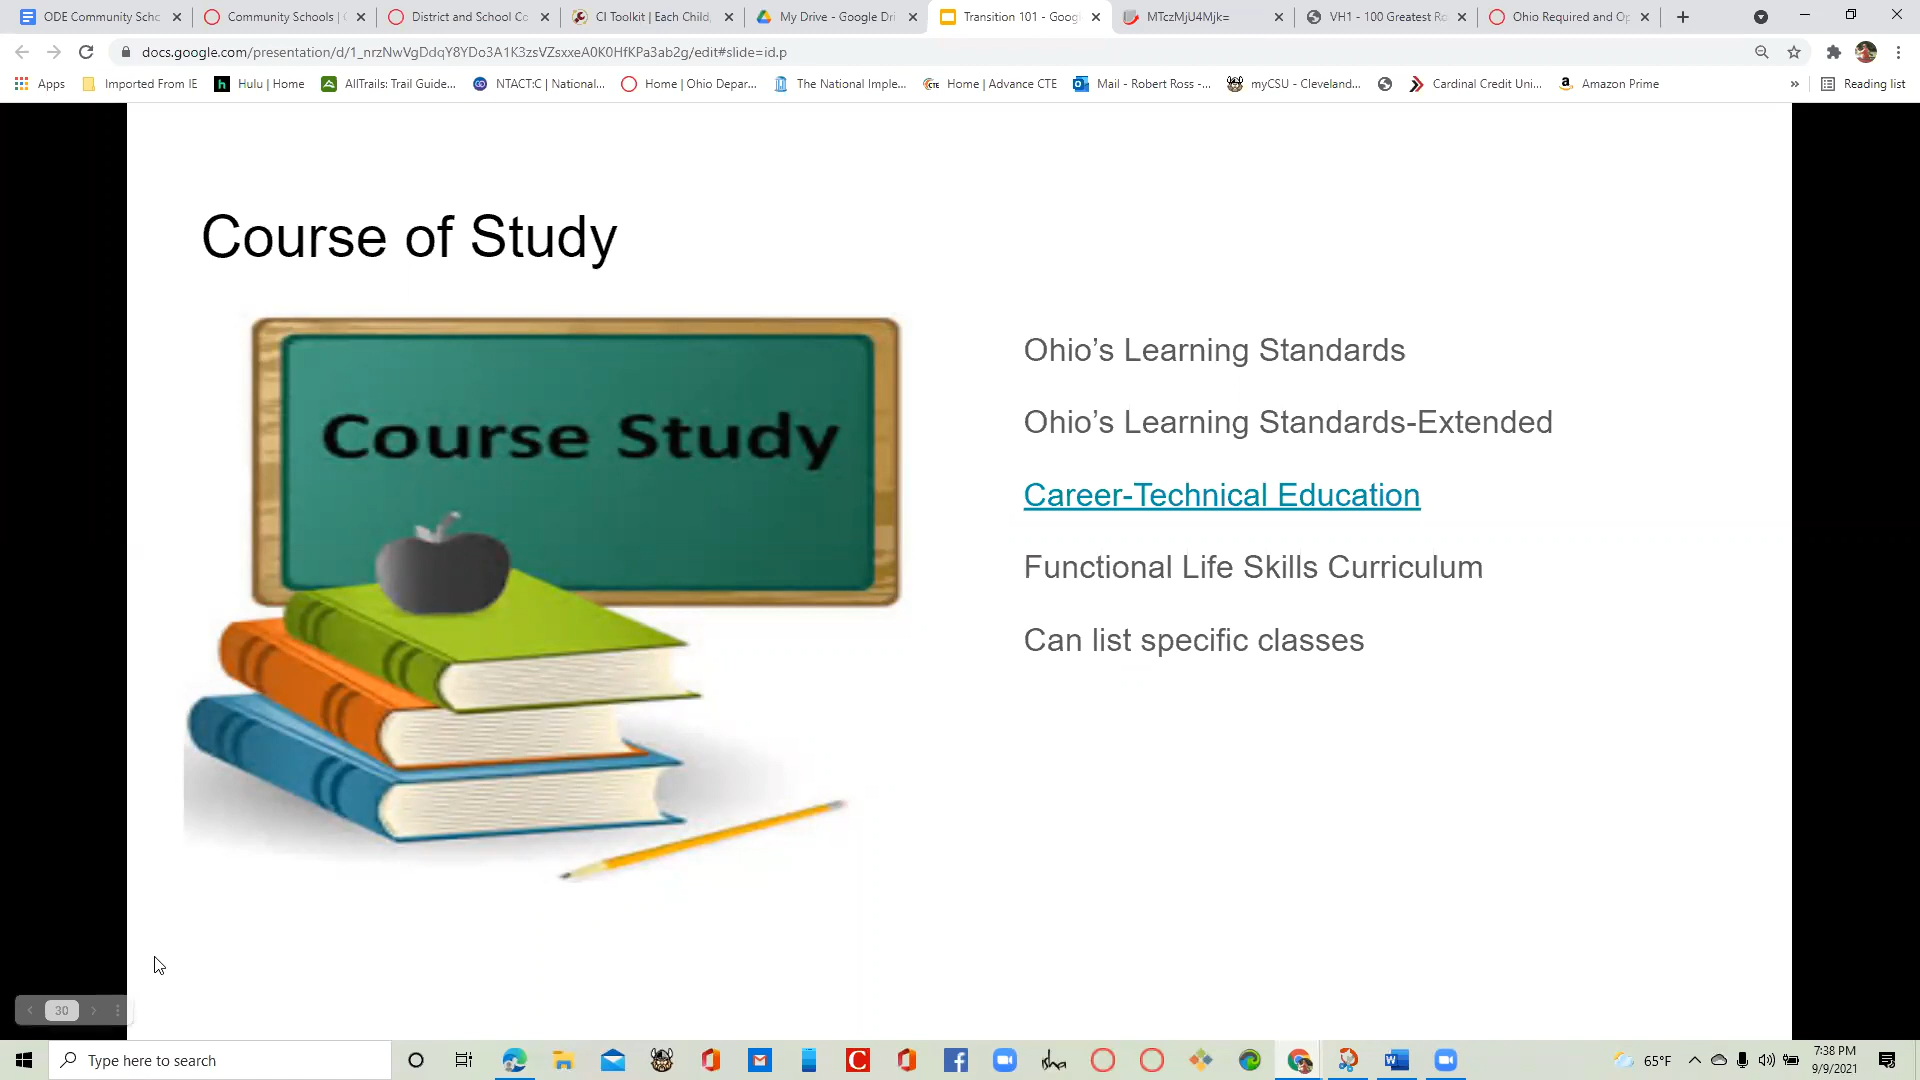 ODE Community Scho
Community Schools |
District and School Co
CI Toolkit | Each Child,
My Drive - Google Dri
Transition 101 - Goog
MTczMjU4Mjk=
VH1 - 100 Greatest Ro
Ohio Required and Op
docs.google.com/presentation/d/1_nrzNwVgDdqY8YDo3A1K3zsVZsxxeA0K0HfKPa3ab2g/edit#slide=id.p
Apps
Imported From IE
Hulu | Home
AllTrails: Trail Guide...
NTACT:C | National...
Home | Ohio Depar...
The National Imple...
Home | Advance CTE
Mail - Robert Ross -...
myCSU - Cleveland...
Cardinal Credit Uni...
Amazon Prime
Reading list
Course of Study
Course Study
Ohio’s Learning Standards
Ohio’s Learning Standards-Extended
Career-Technical Education
Functional Life Skills Curriculum
Can list specific classes
30
Type here to search
65°F
7:38 PM
9/9/2021